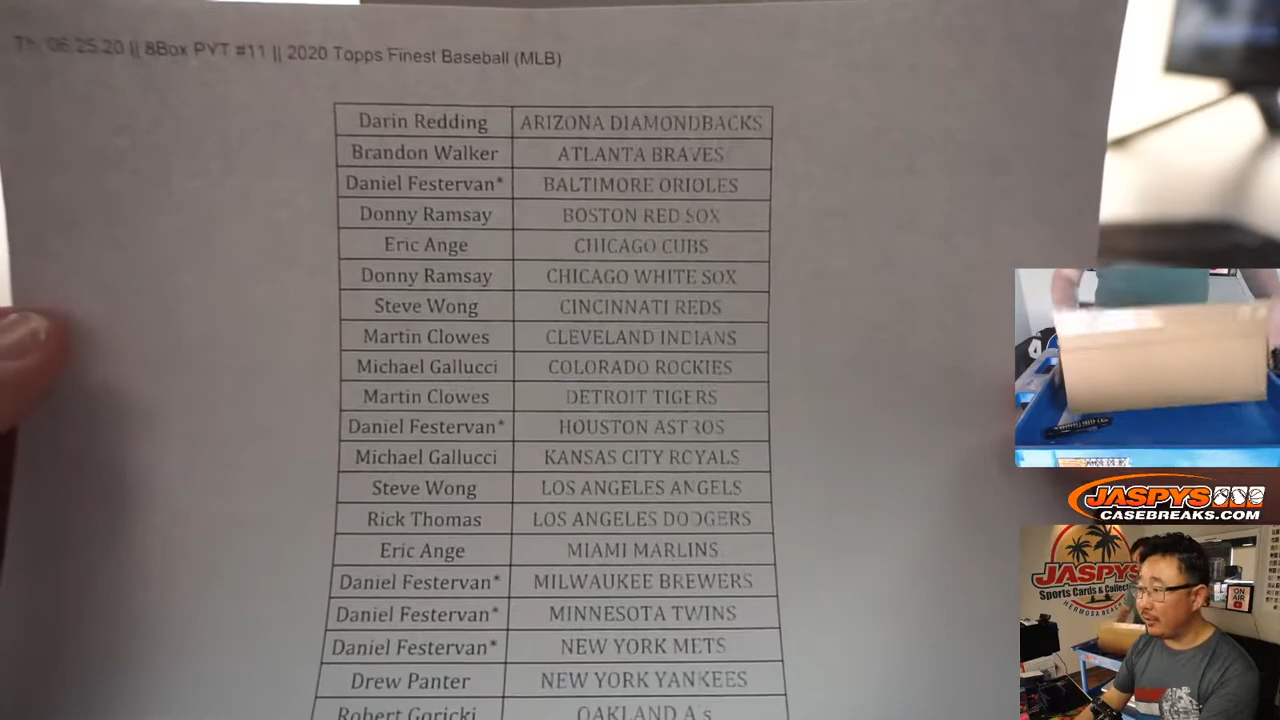 Th. 06.25.20 || 8Box PYT #11 || 2020 Topps Finest Baseball (MLB)
Darin Redding ARIZONA DIAMONDBACKS
Brandon Walker ATLANTA BRAVES
Daniel Festervan* BALTIMORE ORIOLES
Donny Ramsay BOSTON RED SOX
Eric Ange CHICAGO CUBS
Donny Ramsay CHICAGO WHITE SOX
Steve Wong CINCINNATI REDS
Martin Clowes CLEVELAND INDIANS
Michael Gallucci COLORADO ROCKIES
Martin Clowes DETROIT TIGERS
Daniel Festervan* HOUSTON ASTROS
Michael Gallucci KANSAS CITY ROYALS
Steve Wong LOS ANGELES ANGELS
Rick Thomas LOS ANGELES DODGERS
Eric Ange MIAMI MARLINS
Daniel Festervan* MILWAUKEE BREWERS
Daniel Festervan* MINNESOTA TWINS
Daniel Festervan* NEW YORK METS
Drew Panter NEW YORK YANKEES
Robert Goricki OAKLAND A's
JASPYS
CASEBREAKS.COM
JASPYS
Sports Cards & Collect
HERMOSA BEACH
ON
AIR